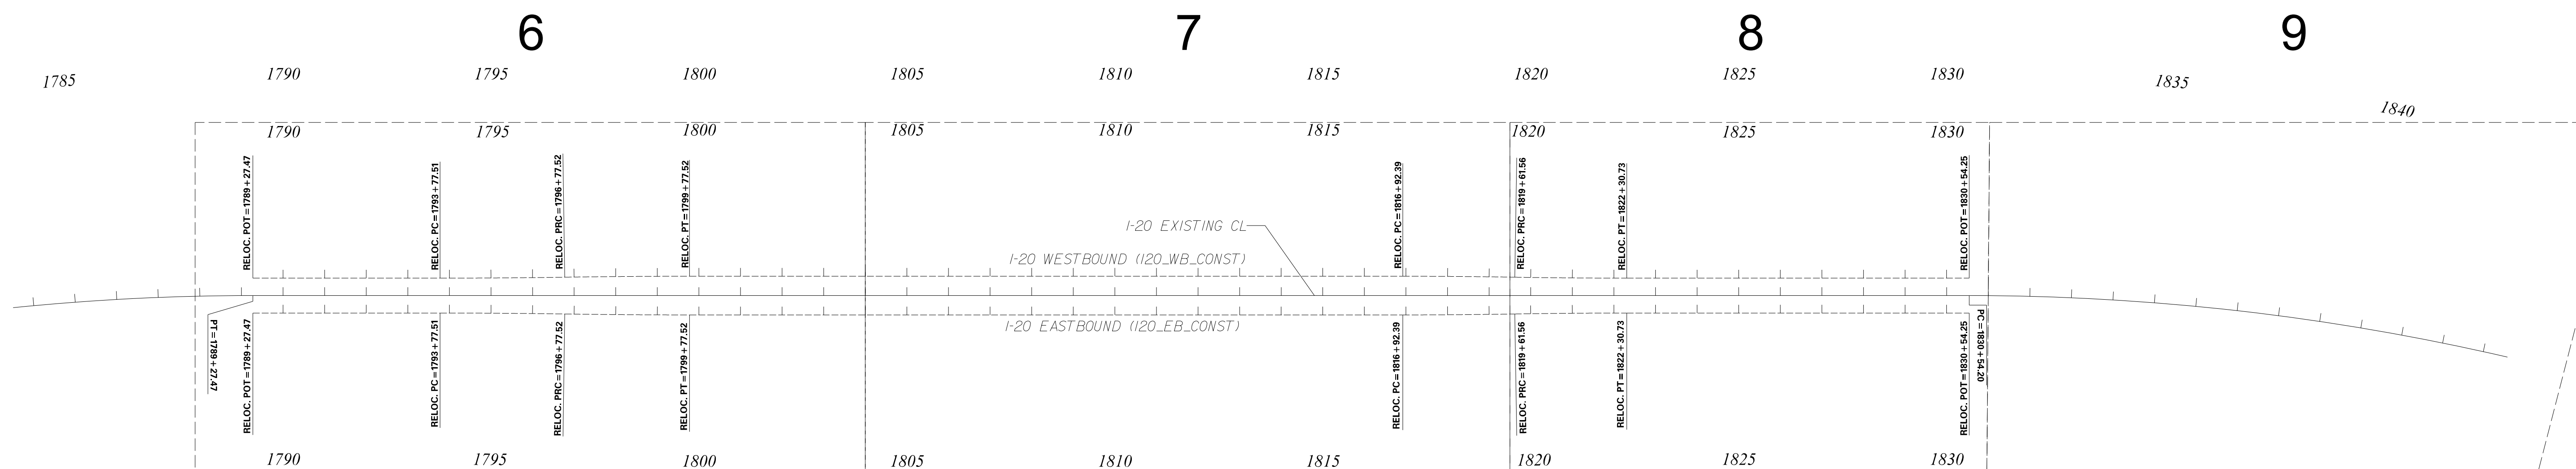 6 7 8 9
1785 1790 1795 1800 1805 1810 1815 1820 1825 1830 1835 1840
1790 1795 1800 1805 1810 1815 1820 1825 1830
RELOC. POT = 1789 + 27.47
RELOC. PC = 1793 + 77.51
RELOC. PRC = 1796 + 77.52
RELOC. PT = 1799 + 77.52
RELOC. PC = 1816 + 92.39
RELOC. PRC = 1819 + 61.56
RELOC. PT = 1822 + 30.73
RELOC. POT = 1830 + 54.25
I-20 EXISTING CL
I-20 WESTBOUND (I20_WB_CONST)
I-20 EASTBOUND (I20_EB_CONST)
PT = 1789 + 27.47
RELOC. POT = 1789 + 27.47
RELOC. PC = 1793 + 77.51
RELOC. PRC = 1796 + 77.52
RELOC. PT = 1799 + 77.52
RELOC. PC = 1816 + 92.39
RELOC. PRC = 1819 + 61.56
RELOC. PT = 1822 + 30.73
RELOC. POT = 1830 + 54.25
PC = 1830 + 54.20
1790 1795 1800 1805 1810 1815 1820 1825 1830